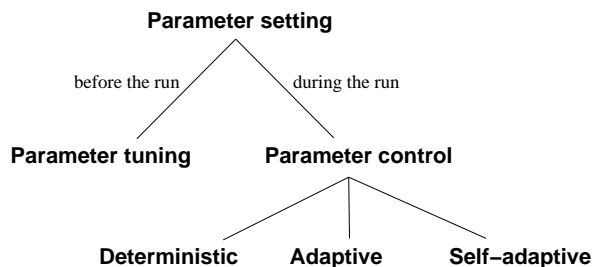 Parameter setting
before the run
during the run
Parameter tuning
Parameter control
Deterministic
Adaptive
Self−adaptive